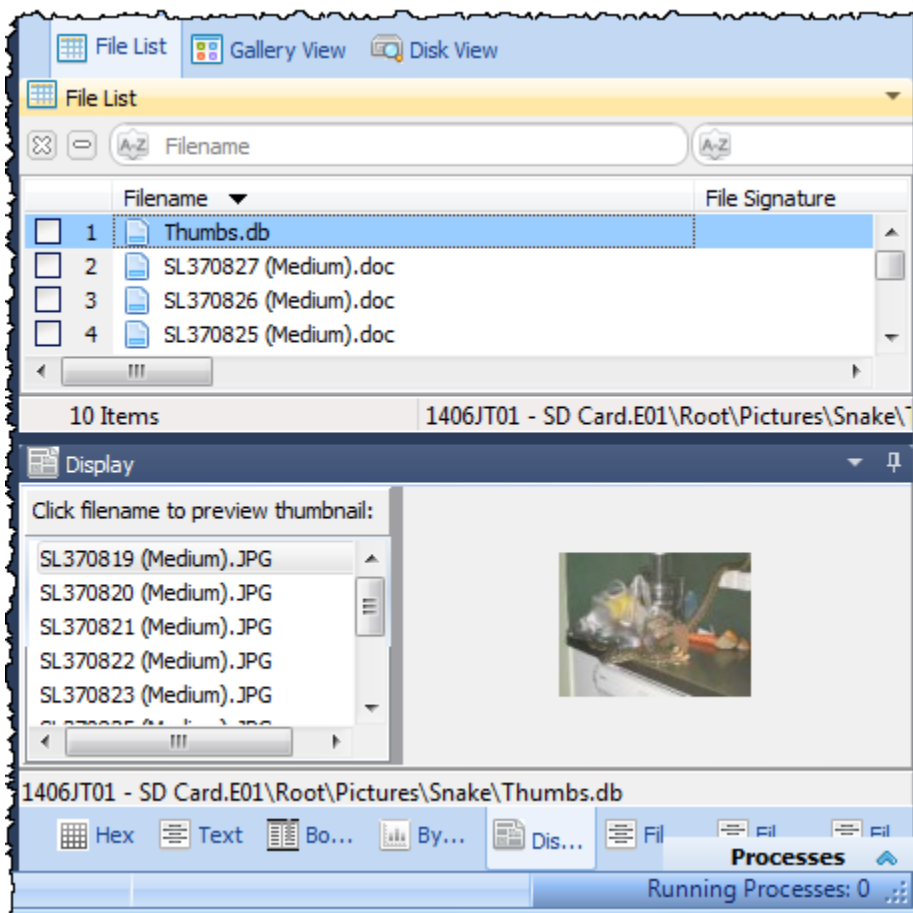 File List Gallery View Disk View
File List
A-Z Filename A-Z
Filename File Signature
1 Thumbs.db
2 SL370827 (Medium).doc
3 SL370826 (Medium).doc
4 SL370825 (Medium).doc
10 Items 1406JT01 - SD Card.E01\Root\Pictures\Snake\
Display
Click filename to preview thumbnail:
SL370819 (Medium).JPG
SL370820 (Medium).JPG
SL370821 (Medium).JPG
SL370822 (Medium).JPG
SL370823 (Medium).JPG
1406JT01 - SD Card.E01\Root\Pictures\Snake\Thumbs.db
Hex Text Bo... By... Dis... Fil Fil Fil
Processes
Running Processes: 0